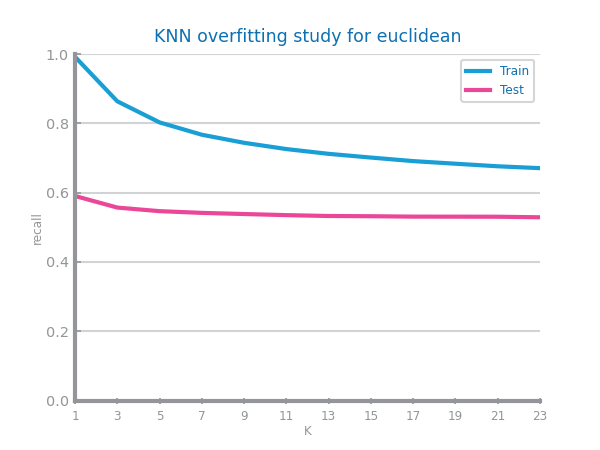 KNN overfitting study for euclidean
1.0
0.8
0.6
0.4
0.2
0.0
recall
Train
Test
1 3 5 7 9 11 13 15 17 19 21 23
K